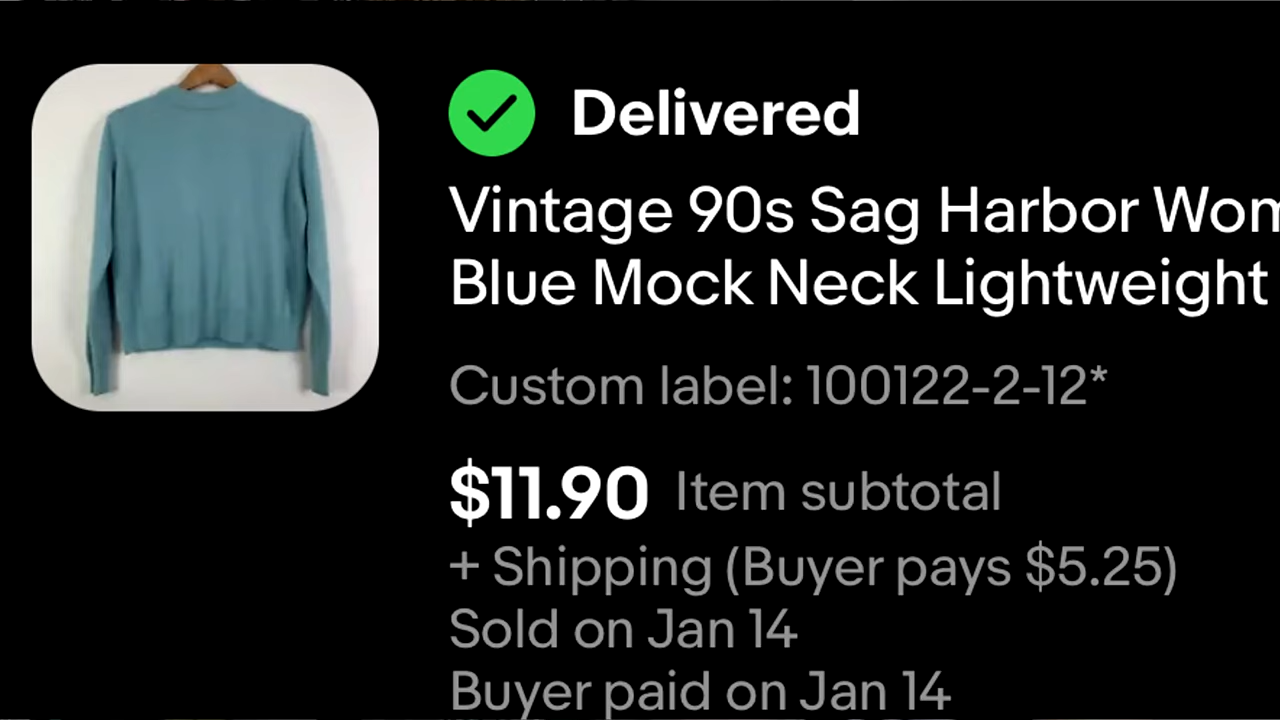 Delivered
Vintage 90s Sag Harbor
Blue Mock Neck Lightweight
Custom label: 100122-2-12*
$11.90 Item subtotal
+ Shipping (Buyer pays $5.25)
Sold on Jan 14
Buyer paid on Jan 14